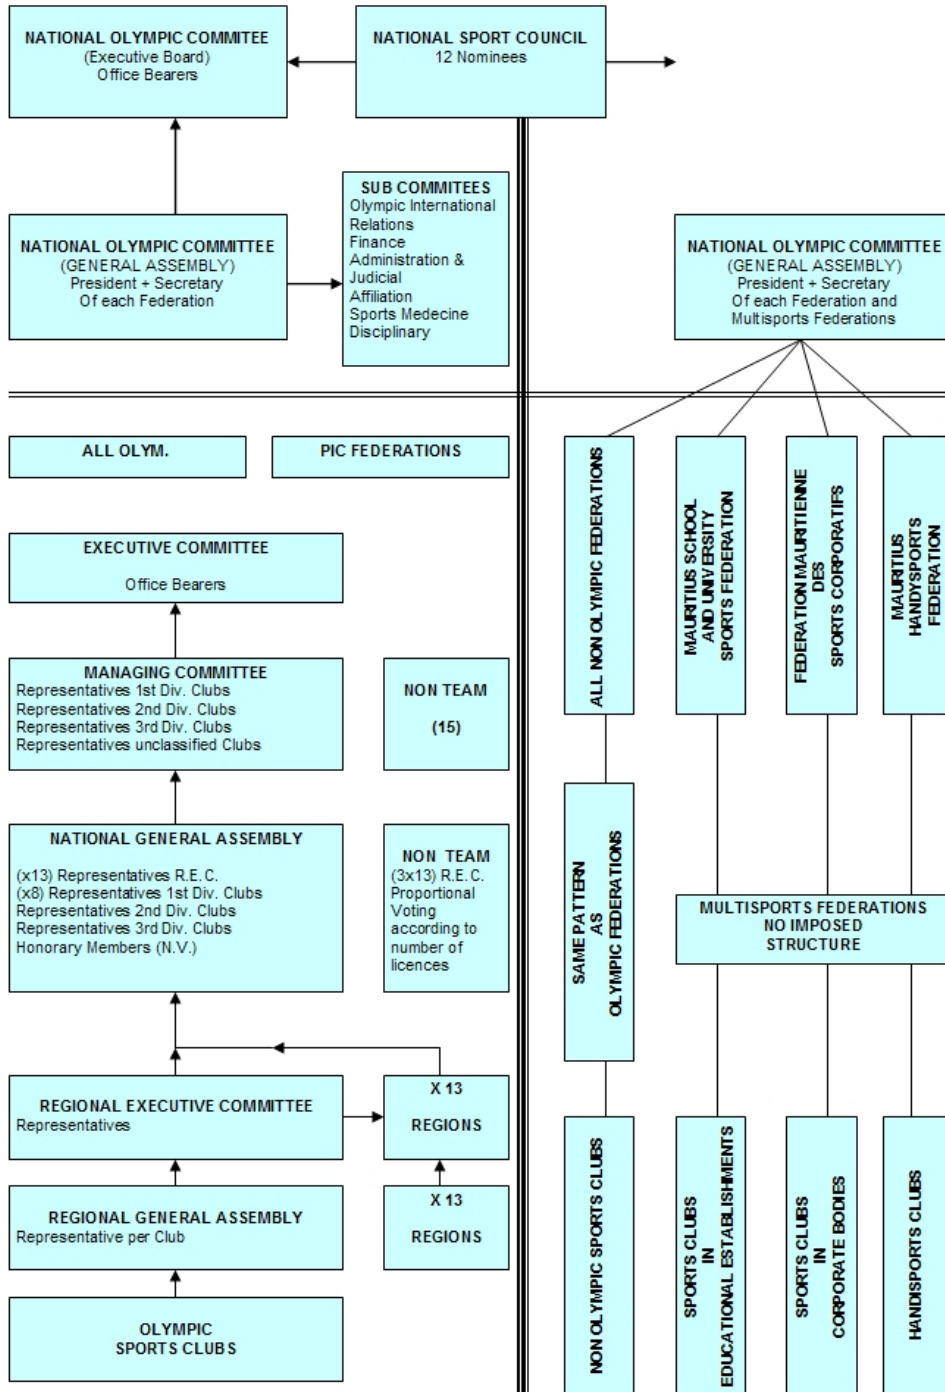 NATIONAL OLYMPIC COMMITEE
(Executive Board)
Office Bearers
NATIONAL SPORT COUNCIL
12 Nominees
SUB COMMITEES
Olympic International
Relations
Finance
Administration &
Judicial
Affiliation
Sports Medecine
Disciplinary
NATIONAL OLYMPIC COMMITTEE
(GENERAL ASSEMBLY)
President + Secretary
Of each Federation
NATIONAL OLYMPIC COMMITTEE
(GENERAL ASSEMBLY)
President + Secretary
Of each Federation and
Multisports Federations
ALL OLYM.
PIC FEDERATIONS
EXECUTIVE COMMITTEE
Office Bearers
MANAGING COMMITTEE
Representatives 1st Div. Clubs
Representatives 2nd Div. Clubs
Representatives 3rd Div. Clubs
Representatives unclassified Clubs
NON TEAM
(15)
NATIONAL GENERAL ASSEMBLY
(x13) Representatives R.E.C.
(x8) Representatives 1st Div. Clubs
Representatives 2nd Div. Clubs
Representatives 3rd Div. Clubs
Honorary Members (N.V.)
NON TEAM
(3x13) R.E.C.
Proportional
Voting
according to
number of
licences
REGIONAL EXECUTIVE COMMITTEE
Representatives
X 13
REGIONS
REGIONAL GENERAL ASSEMBLY
Representative per Club
X 13
REGIONS
OLYMPIC
SPORTS CLUBS
ALL NON OLYMPIC FEDERATIONS
MAURITIUS SCHOOL
AND UNIVERSITY
SPORTS FEDERATION
FEDERATION MAURITIENNE
DES
SPORTS CORPORATIFS
MAURITIUS
HANDYSPORTS
FEDERATION
SAME PATTERN
AS
OLYMPIC FEDERATIONS
MULTISPORTS FEDERATIONS
NO IMPOSED
STRUCTURE
NON OLYMPIC SPORTS CLUBS
SPORTS CLUBS
IN
EDUCATIONAL ESTABLISHMENTS
SPORTS CLUBS
IN
CORPORATE BODIES
HANDISPORTS CLUBS